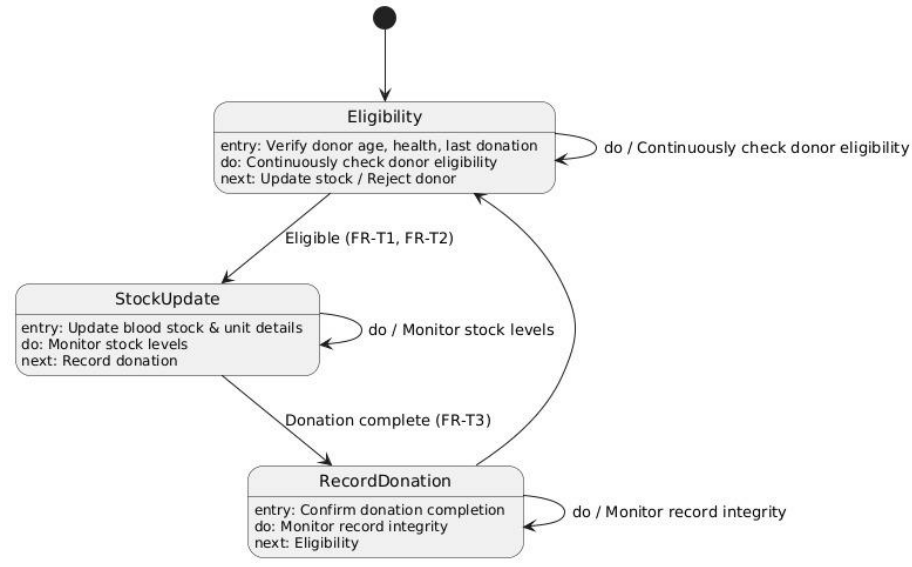 Eligibility
entry: Verify donor age, health, last donation
do: Continuously check donor eligibility
next: Update stock / Reject donor
do / Continuously check donor eligibility
Eligible (FR-T1, FR-T2)
StockUpdate
entry: Update blood stock & unit details
do: Monitor stock levels
next: Record donation
do / Monitor stock levels
Donation complete (FR-T3)
RecordDonation
entry: Confirm donation completion
do: Monitor record integrity
next: Eligibility
do / Monitor record integrity